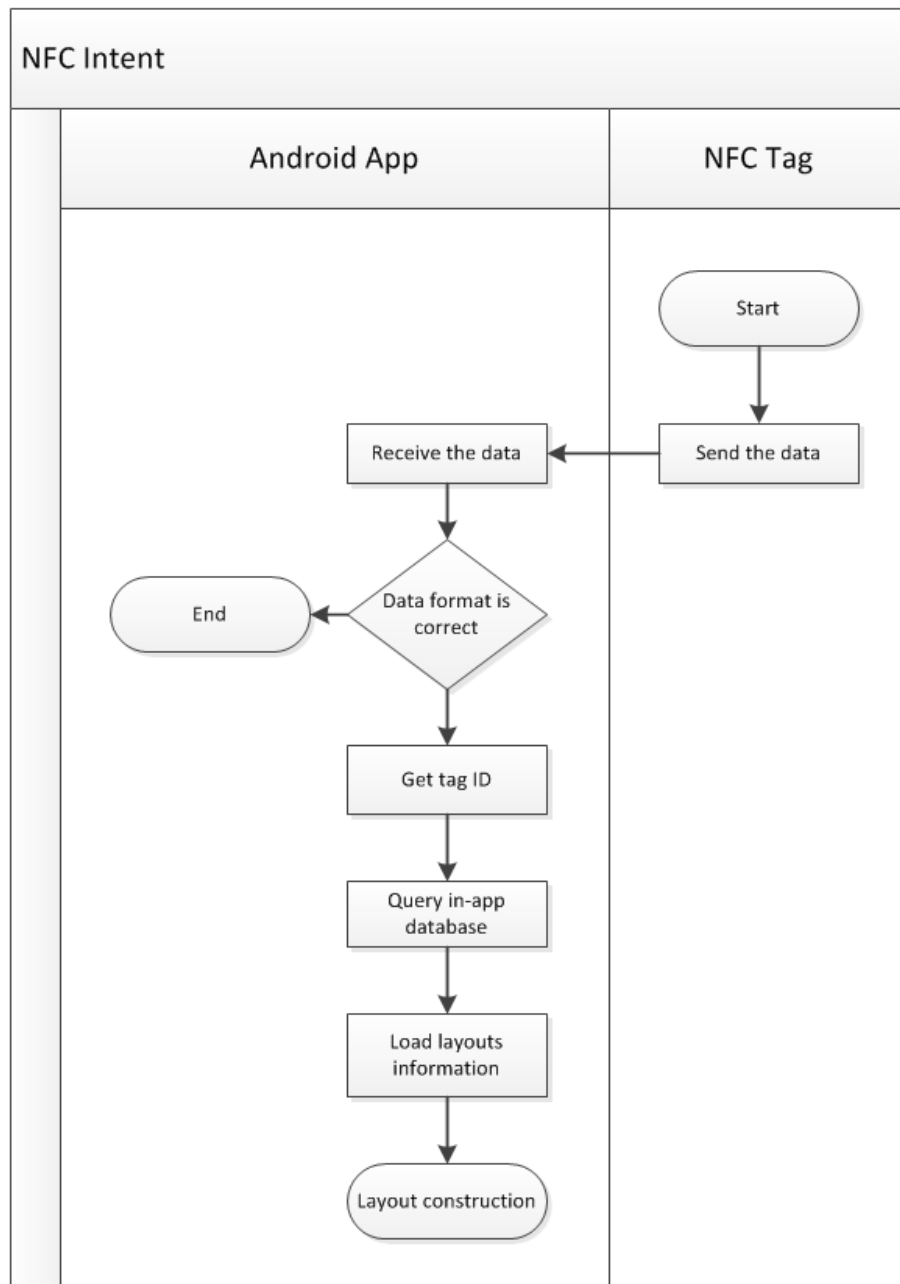 NFC Intent
Android App
NFC Tag
Start
Receive the data
Send the data
End
Data format is
correct
Get tag ID
Query in-app
database
Load layouts
information
Layout construction